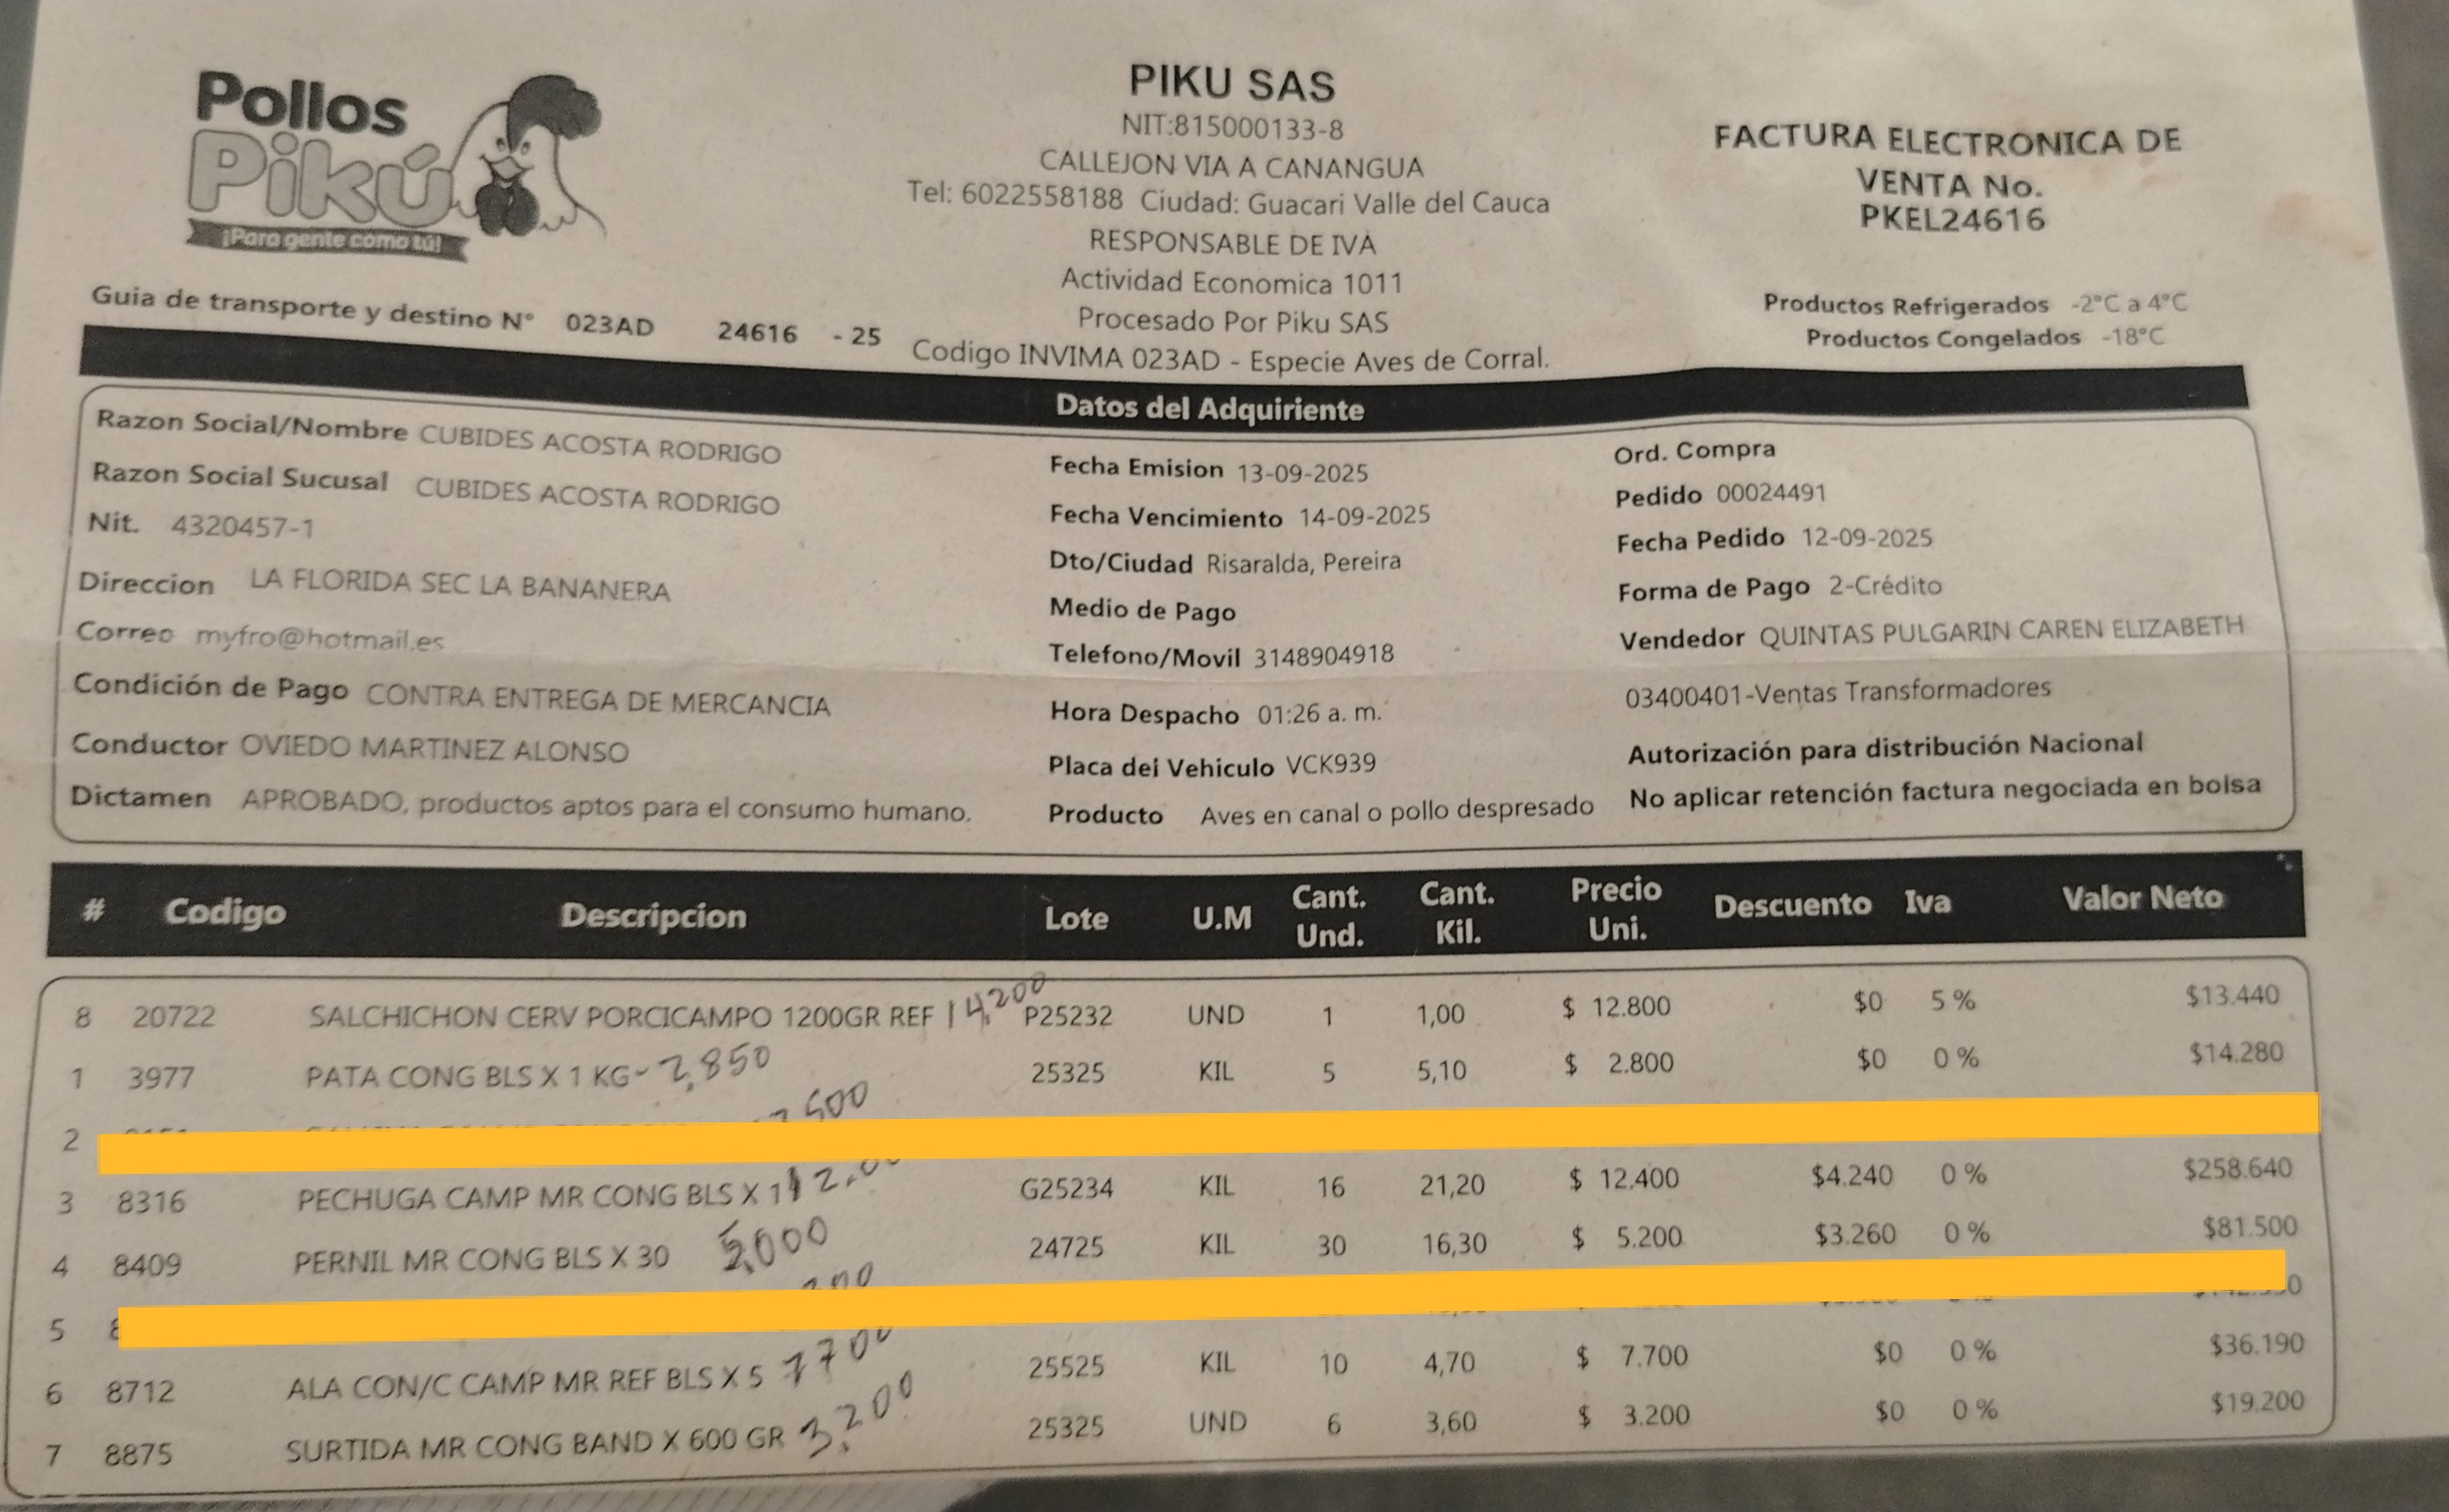 Pollos
Pikú
¡Para gente como tú!
PIKU SAS
NIT:815000133-8
CALLEJON VIA A CANANGUA
Tel: 6022558188 Ciudad: Guacari Valle del Cauca
RESPONSABLE DE IVA
Actividad Economica 1011
Procesado Por Piku SAS
Codigo INVIMA 023AD - Especie Aves de Corral.
FACTURA ELECTRONICA DE
VENTA No.
PKEL24616
Productos Refrigerados -2°C a 4°C
Productos Congelados -18°C
Guia de transporte y destino N° 023AD 24616 - 25
Datos del Adquiriente
Razon Social/Nombre CUBIDES ACOSTA RODRIGO
Razon Social Sucusal CUBIDES ACOSTA RODRIGO
Nit. 4320457-1
Direccion LA FLORIDA SEC LA BANANERA
Correo myfro@hotmail.es
Condición de Pago CONTRA ENTREGA DE MERCANCIA
Conductor OVIEDO MARTINEZ ALONSO
Dictamen APROBADO, productos aptos para el consumo humano.
Fecha Emision 13-09-2025
Fecha Vencimiento 14-09-2025
Dto/Ciudad Risaralda, Pereira
Medio de Pago
Telefono/Movil 3148904918
Hora Despacho 01:26 a. m.
Placa del Vehiculo VCK939
Producto Aves en canal o pollo despresado
Ord. Compra
Pedido 00024491
Fecha Pedido 12-09-2025
Forma de Pago 2-Crédito
Vendedor QUINTAS PULGARIN CAREN ELIZABETH
03400401-Ventas Transformadores
Autorización para distribución Nacional
No aplicar retención factura negociada en bolsa
# Codigo Descripcion Lote U.M Cant. Und. Cant. Kil. Precio Uni. Descuento Iva Valor Neto
8 20722 SALCHICHON CERV PORCICAMPO 1200GR REF 14,200 P25232 UND 1 1,00 $ 12.800 $0 5 % $13.440
1 3977 PATA CONG BLS X 1 KG - 2,850 25325 KIL 5 5,10 $ 2.800 $0 0 % $14.280
2
3 8316 PECHUGA CAMP MR CONG BLS X 1 G25234 KIL 16 21,20 $ 12.400 $4.240 0 % $258.640
4 8409 PERNIL MR CONG BLS X 30 5,000 24725 KIL 30 16,30 $ 5.200 $3.260 0 % $81.500
5
6 8712 ALA CON/C CAMP MR REF BLS X 5 7700 25525 KIL 10 4,70 $ 7.700 $0 0 % $36.190
7 8875 SURTIDA MR CONG BAND X 600 GR 3,200 25325 UND 6 3,60 $ 3.200 $0 0 % $19.200